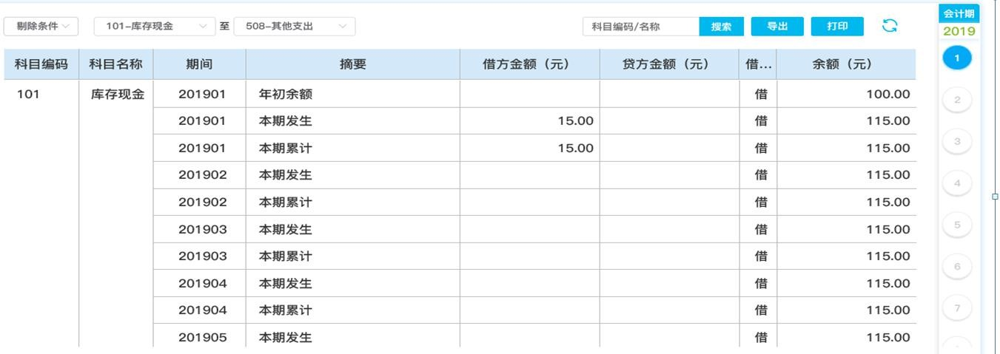 会计期
剔除条件 101-库存现金 至 508-其他支出 科目编码/名称 搜索 导出 打印
2019
科目编码 科目名称 期间 摘要 借方金额（元） 贷方金额（元） 借... 余额（元）
1
101 库存现金 201901 年初余额 借 100.00
2
201901 本期发生 15.00 借 115.00
201901 本期累计 15.00 借 115.00
3
201902 本期发生 借 115.00
4
201902 本期累计 借 115.00
201903 本期发生 借 115.00
5
201903 本期累计 借 115.00
6
201904 本期发生 借 115.00
201904 本期累计 借 115.00
7
201905 本期发生 借 115.00